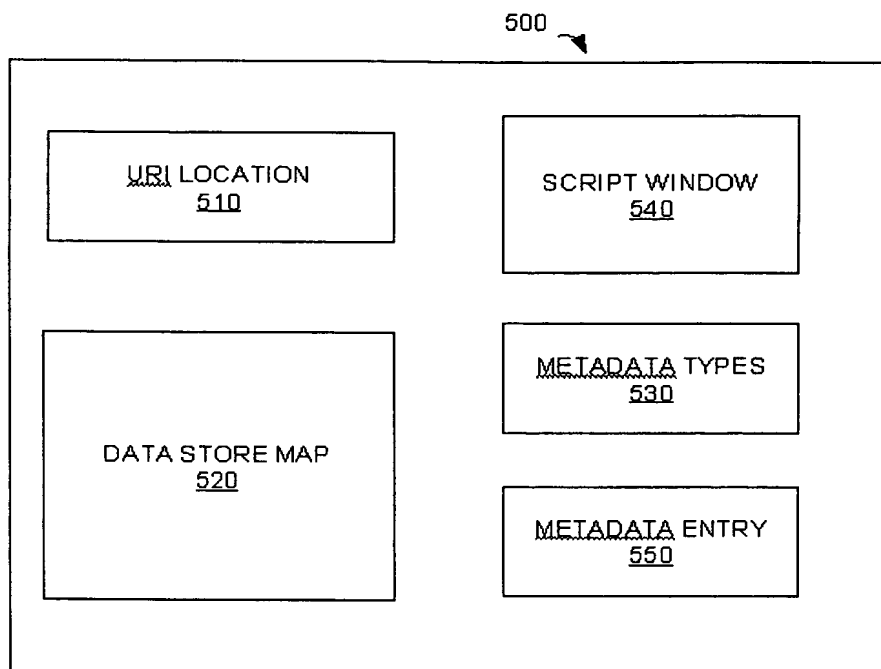 500
URI LOCATION
510
SCRIPT WINDOW
540
METADATA TYPES
530
DATA STORE MAP
520
METADATA ENTRY
550